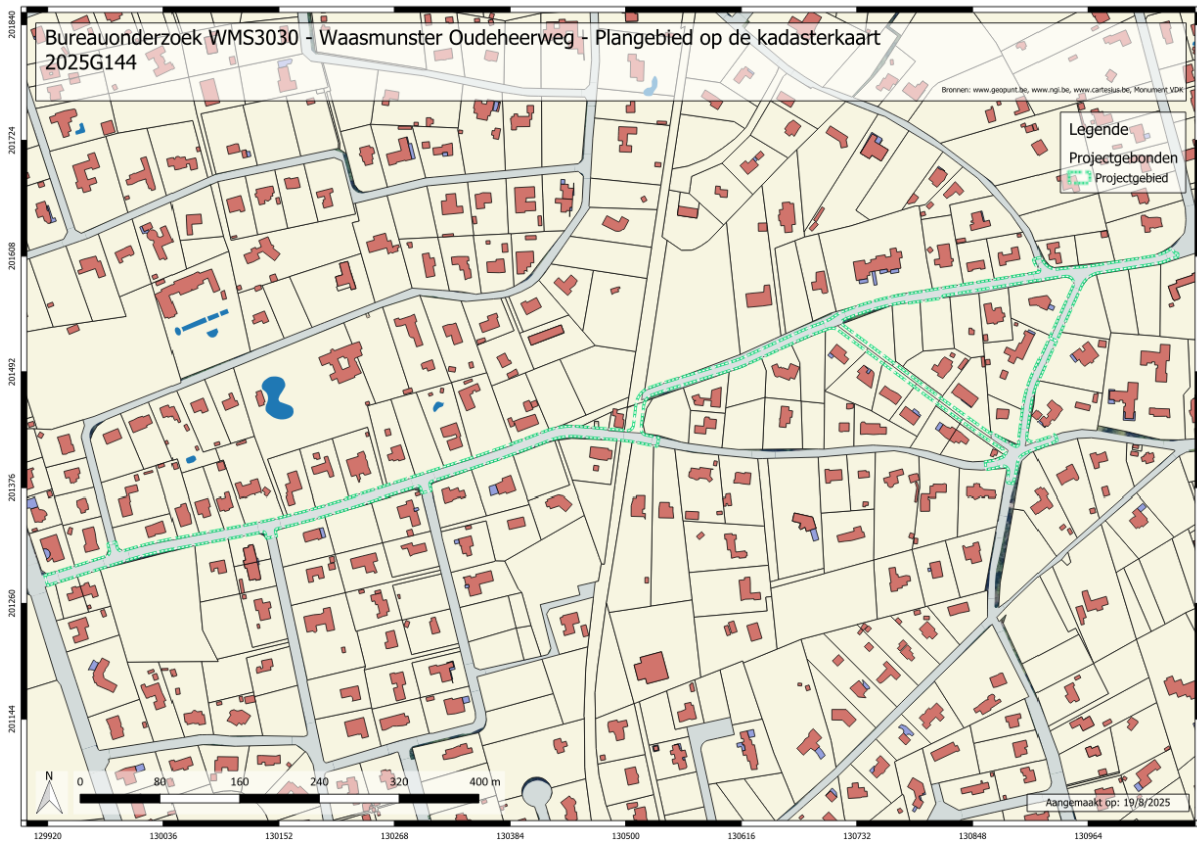 Bureauonderzoek WMS3030 - Waasmunster Oudeheerweg - Plangebied op de kadasterkaart
2025G144
Bronnen: www.geopunt.be, www.ngi.be, www.cartesius.be, Monument VDK
Legende
Projectgebonden
Projectgebied
201840
201724
201608
201492
201376
201260
201144
N
0 80 160 240 320 400 m
Aangemaakt op: 19/8/2025
129920 130036 130152 130268 130384 130500 130616 130732 130848 130964